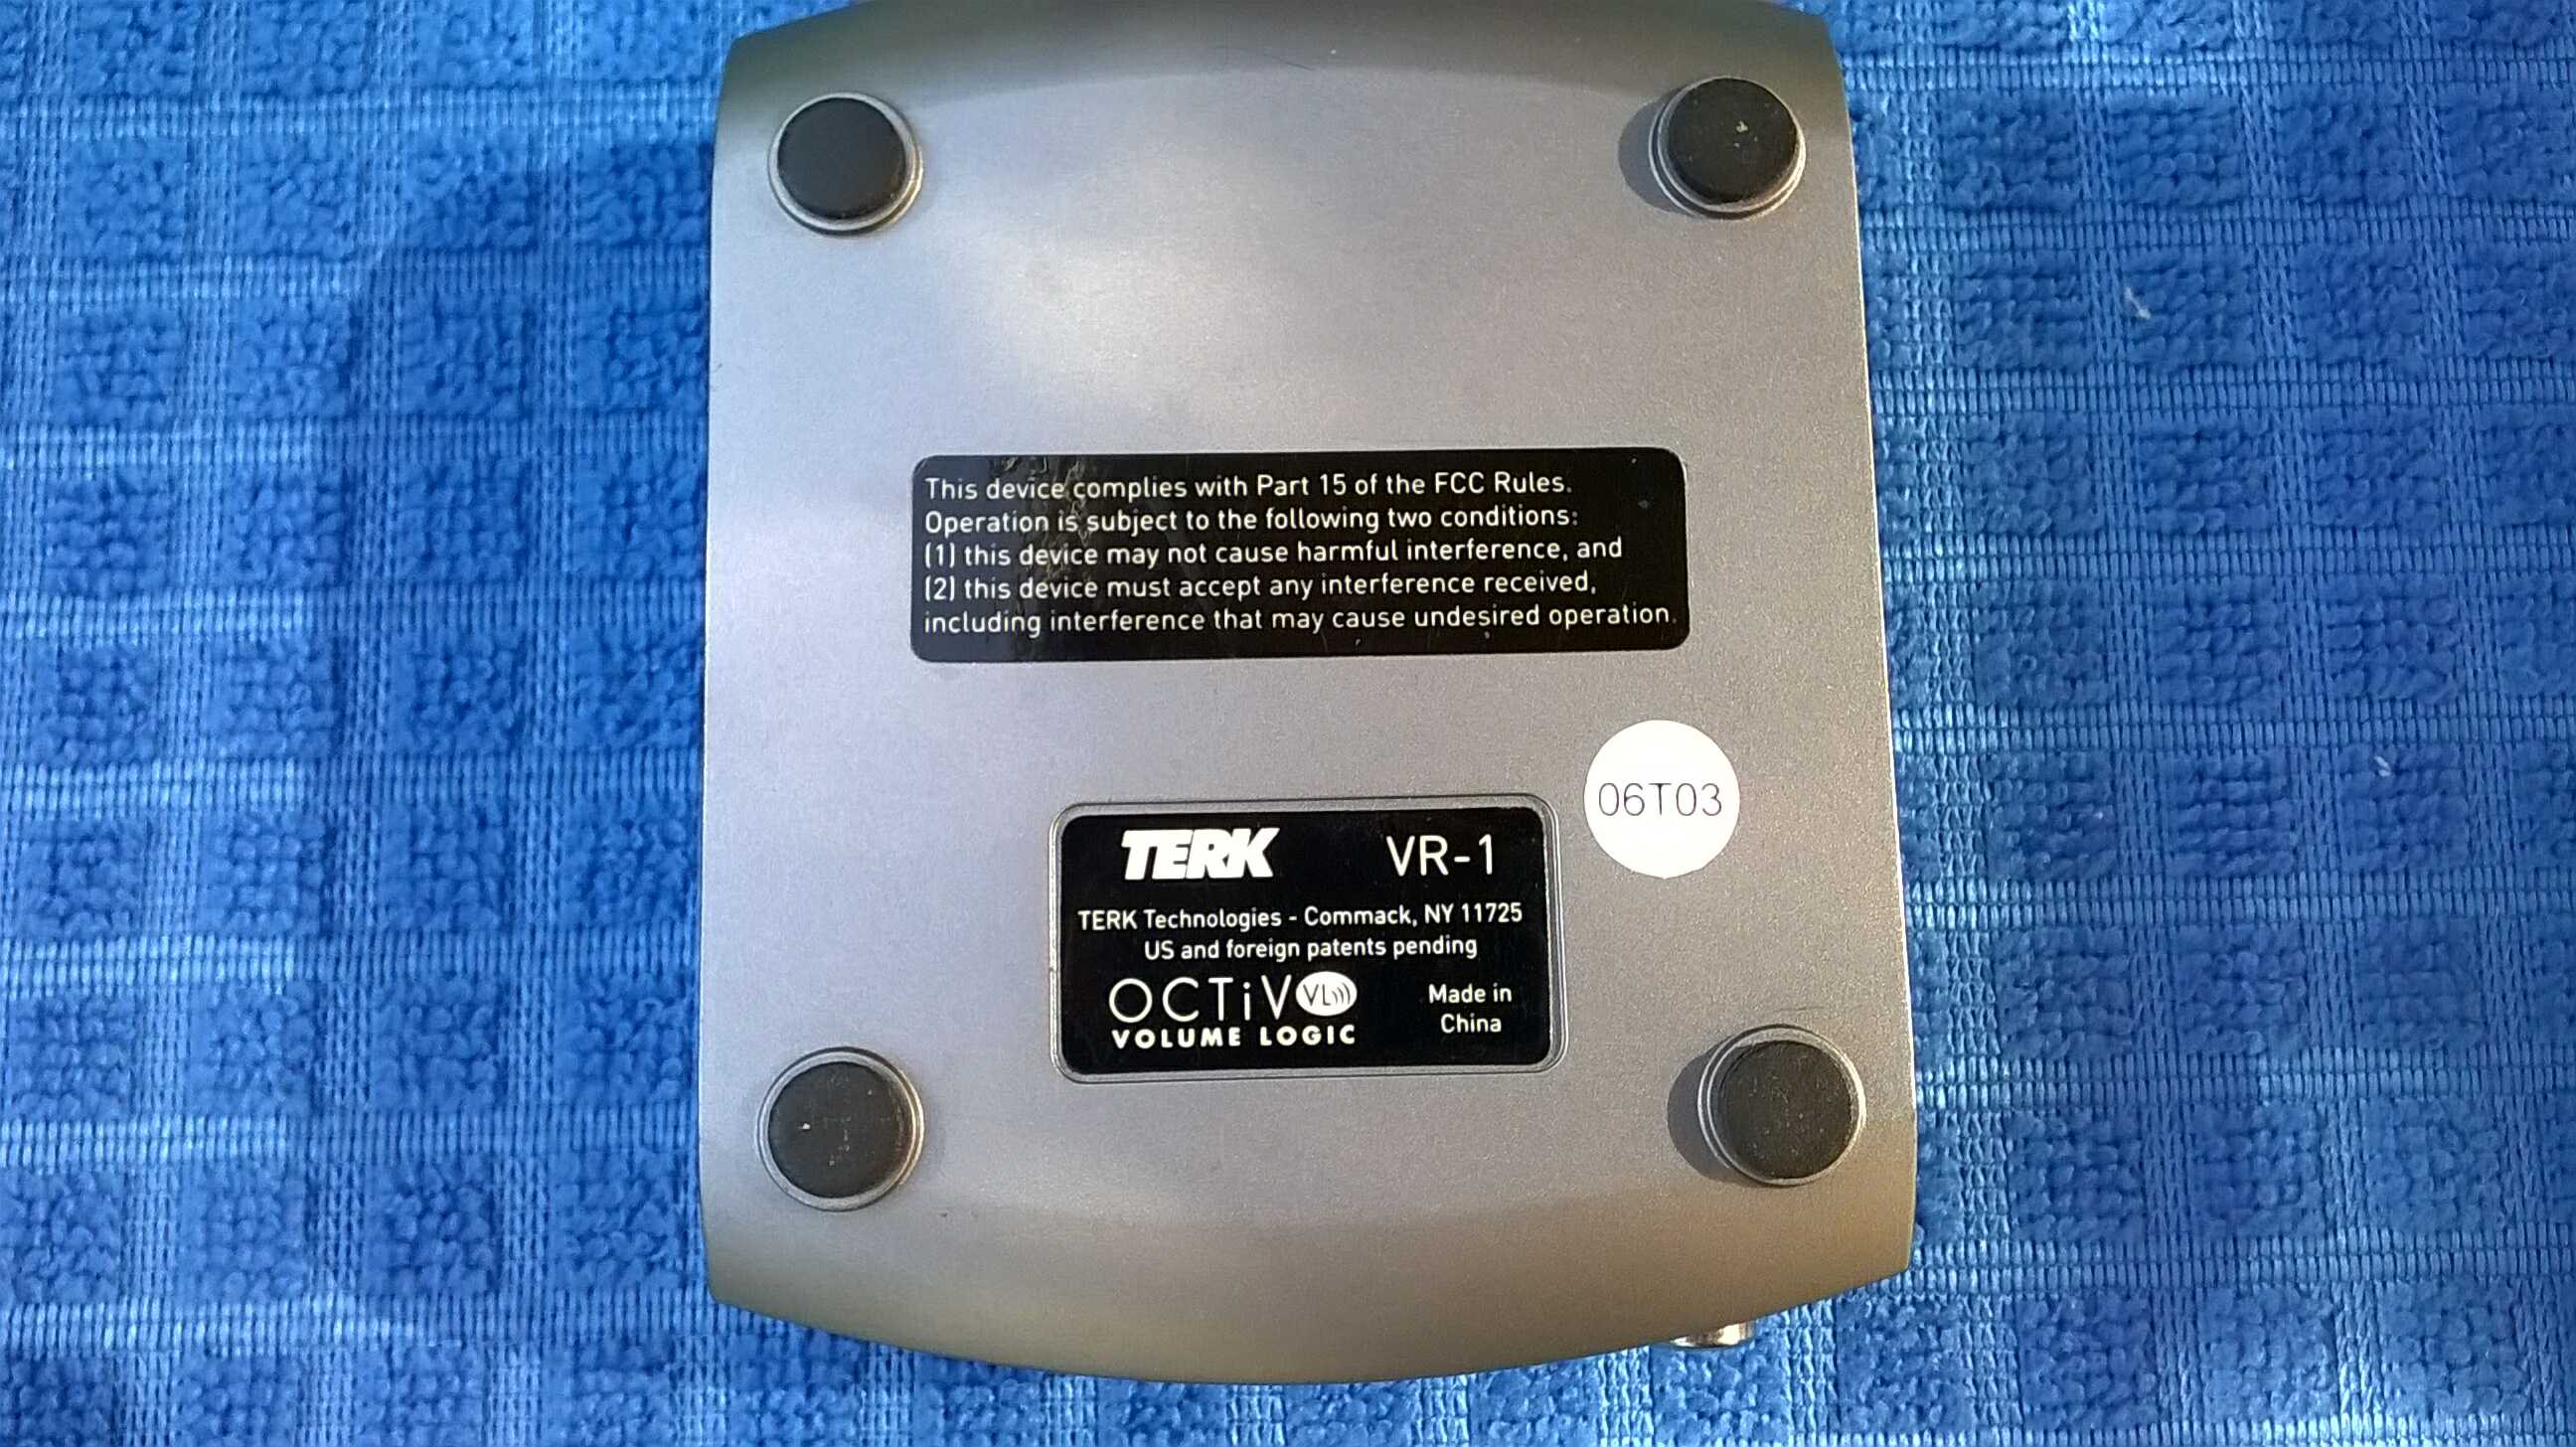 This device complies with Part 15 of the FCC Rules.
Operation is subject to the following two conditions:
(1) this device may not cause harmful interference, and
(2) this device must accept any interference received,
including interference that may cause undesired operation.
06T03
TERK VR-1
TERK Technologies - Commack, NY 11725
US and foreign patents pending
OCTiV VL
VOLUME LOGIC
Made in
China